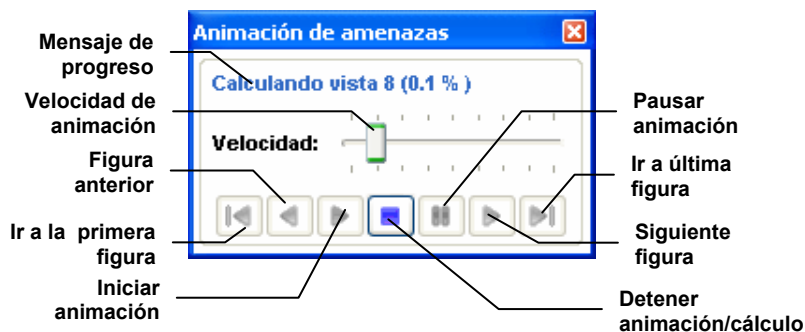 Animación de amenazas
Mensaje de
progreso
Calculando vista 8 (0.1 % )
Velocidad de
animación
Velocidad:
Pausar
animación
Figura
anterior
Ir a última
figura
Ir a la primera
figura
Siguiente
figura
Iniciar
animación
Detener
animación/cálculo